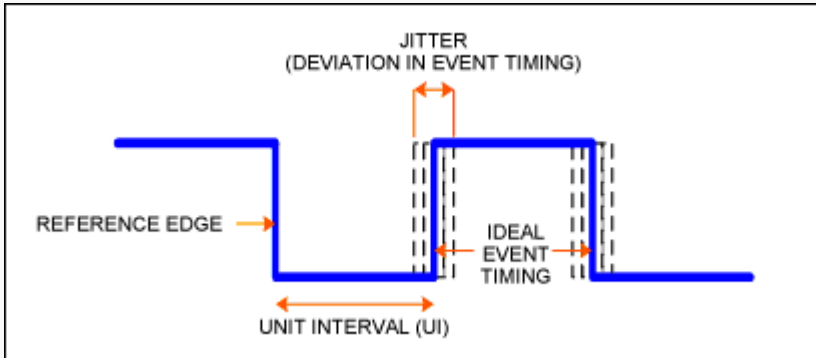 JITTER
(DEVIATION IN EVENT TIMING)
REFERENCE EDGE
IDEAL
EVENT
TIMING
UNIT INTERVAL (UI)